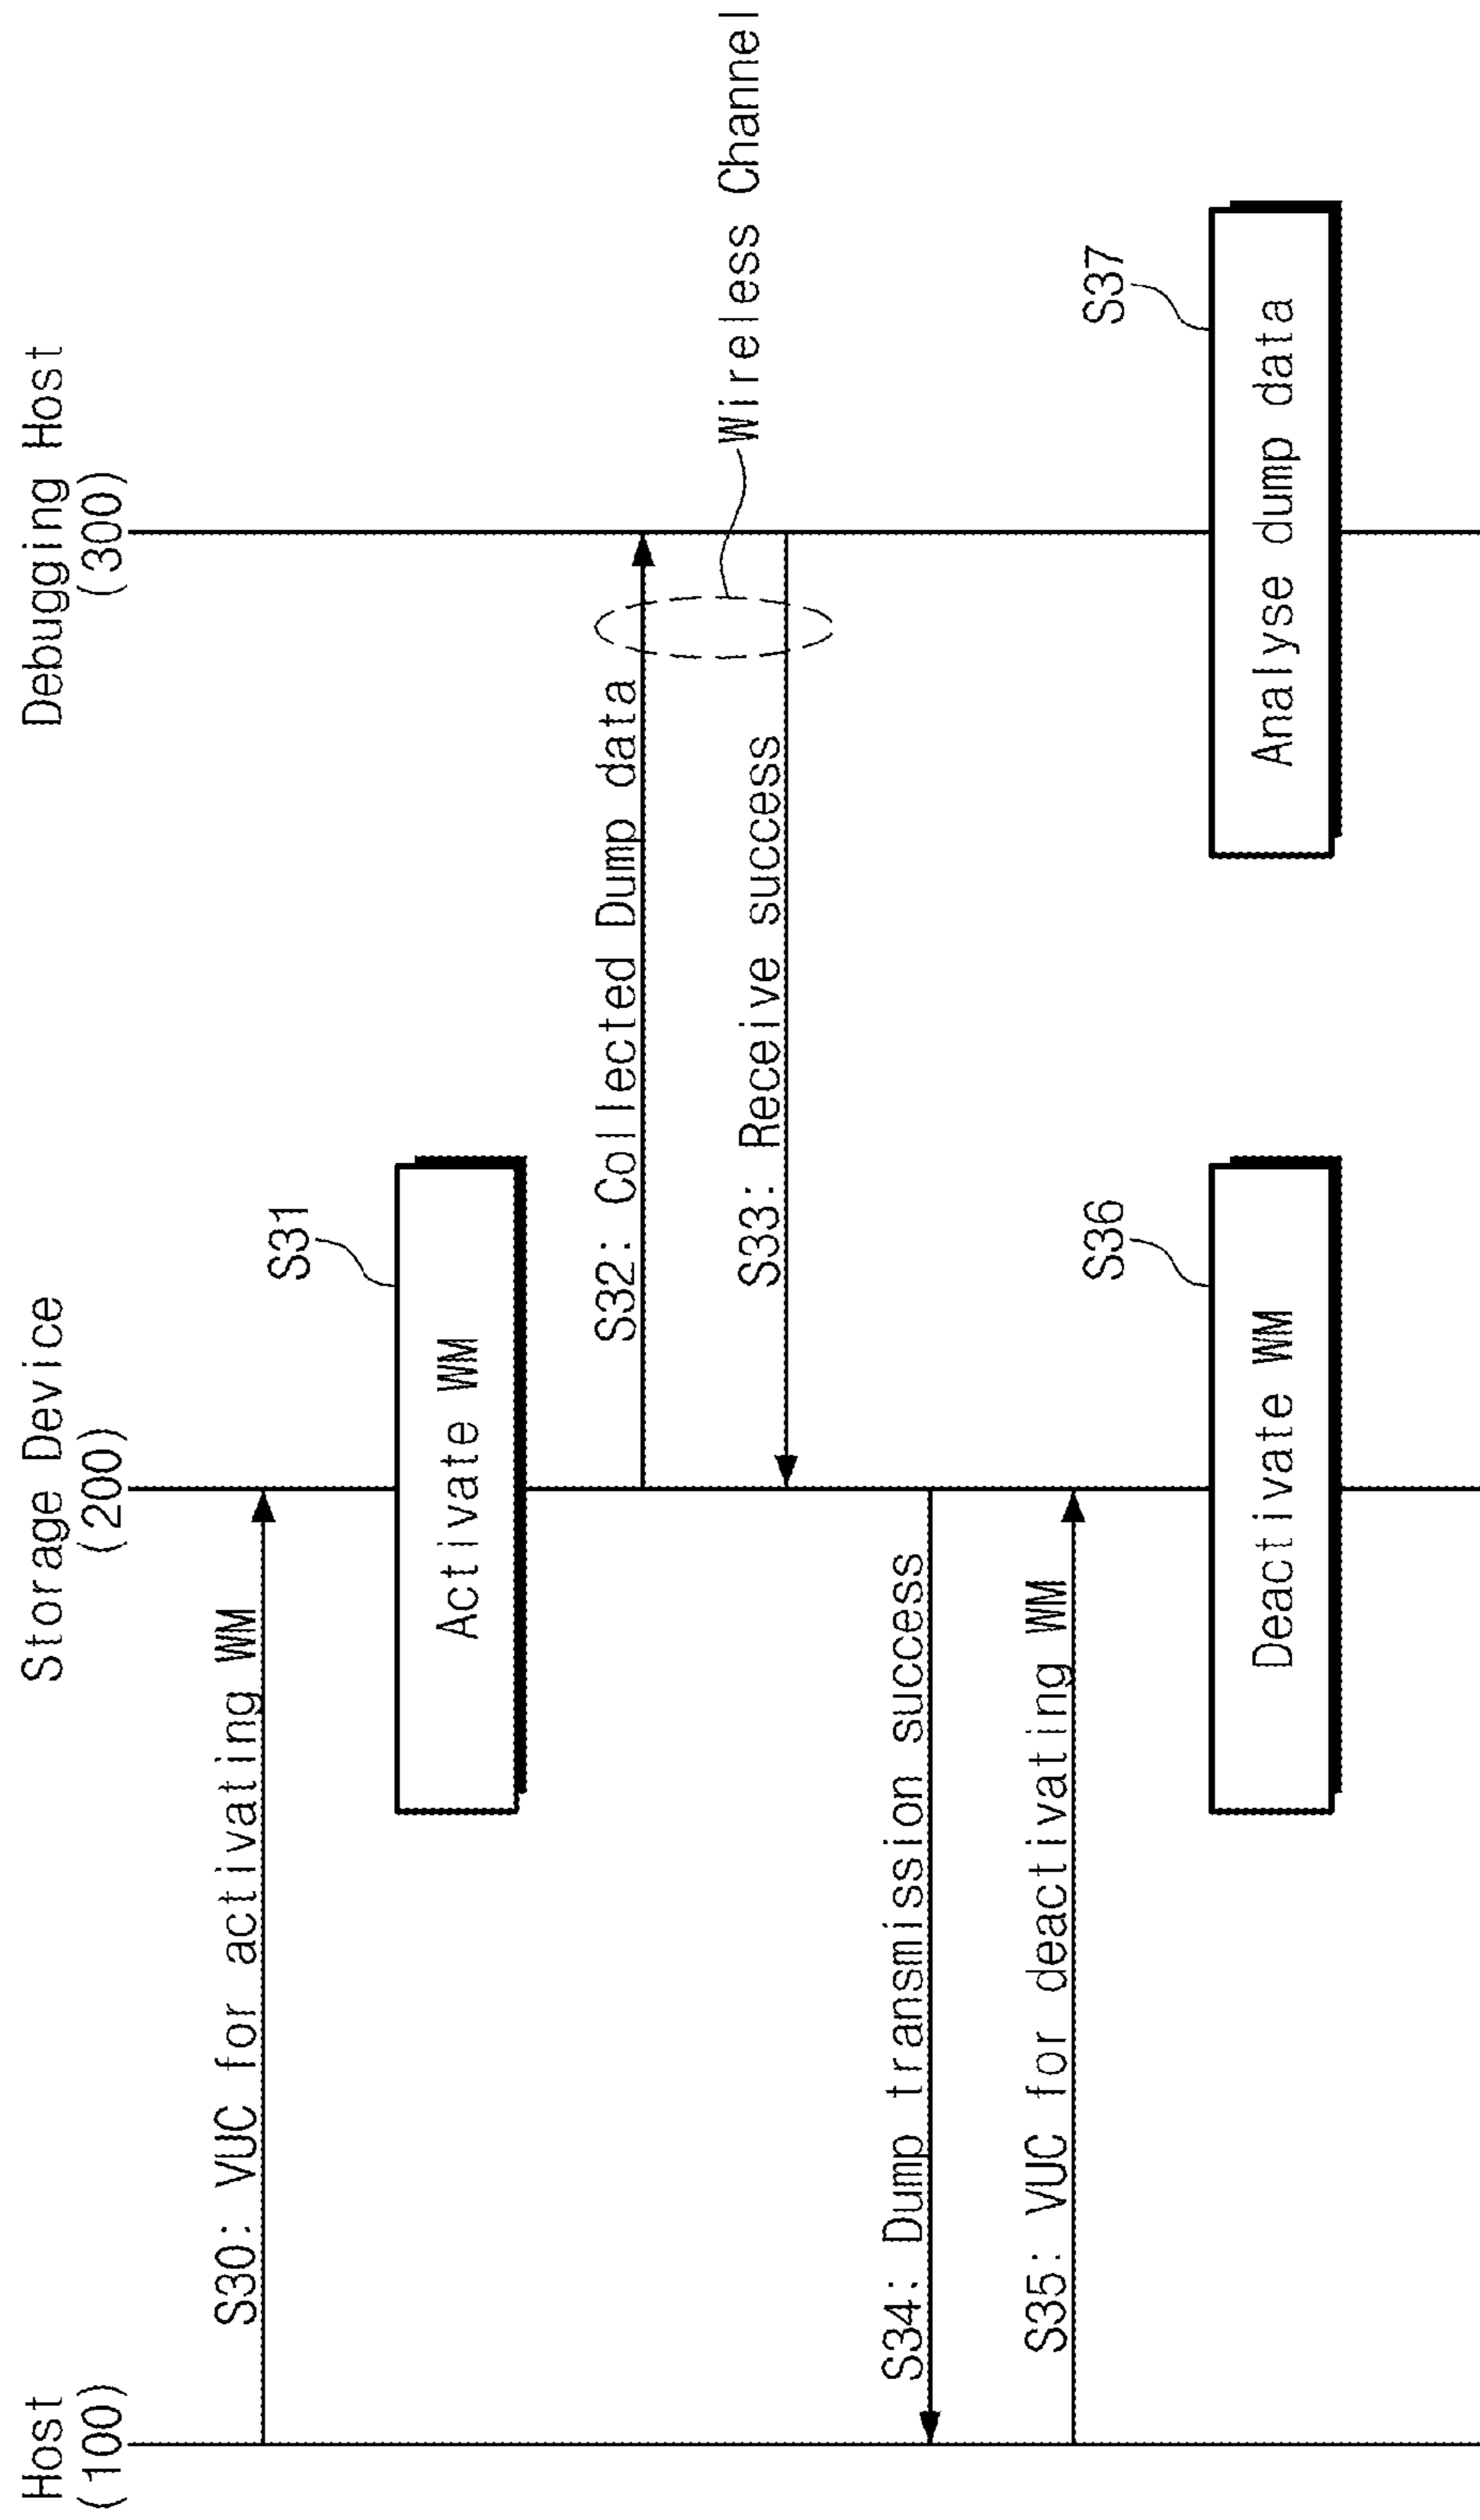 Host
(100)
Storage Device
(200)
Debugging Host
(300)
S30: VUC for activating WM
S31
Activate WM
S32: Collected Dump data
S33: Receive success
Wireless Channel
S34: Dump transmission success
S35: VUC for deactivating WM
S36
Deactivate WM
S37
Analyse dump data